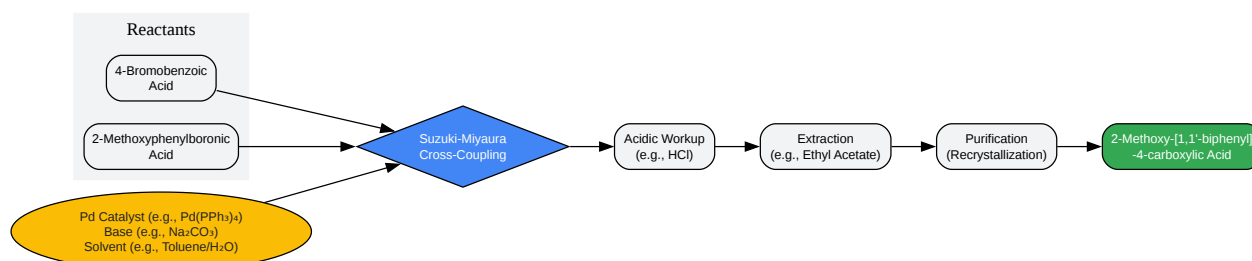 Reactants
4-Bromobenzoic
Acid
2-Methoxyphenylboronic
Acid
Pd Catalyst (e.g., Pd(PPh₃)₄)
Base (e.g., Na₂CO₃)
Solvent (e.g., Toluene/H₂O)
Suzuki-Miyaura
Cross-Coupling
Acidic Workup
(e.g., HCl)
Extraction
(e.g., Ethyl Acetate)
Purification
(Recrystallization)
2-Methoxy-[1,1'-biphenyl]
-4-carboxylic Acid